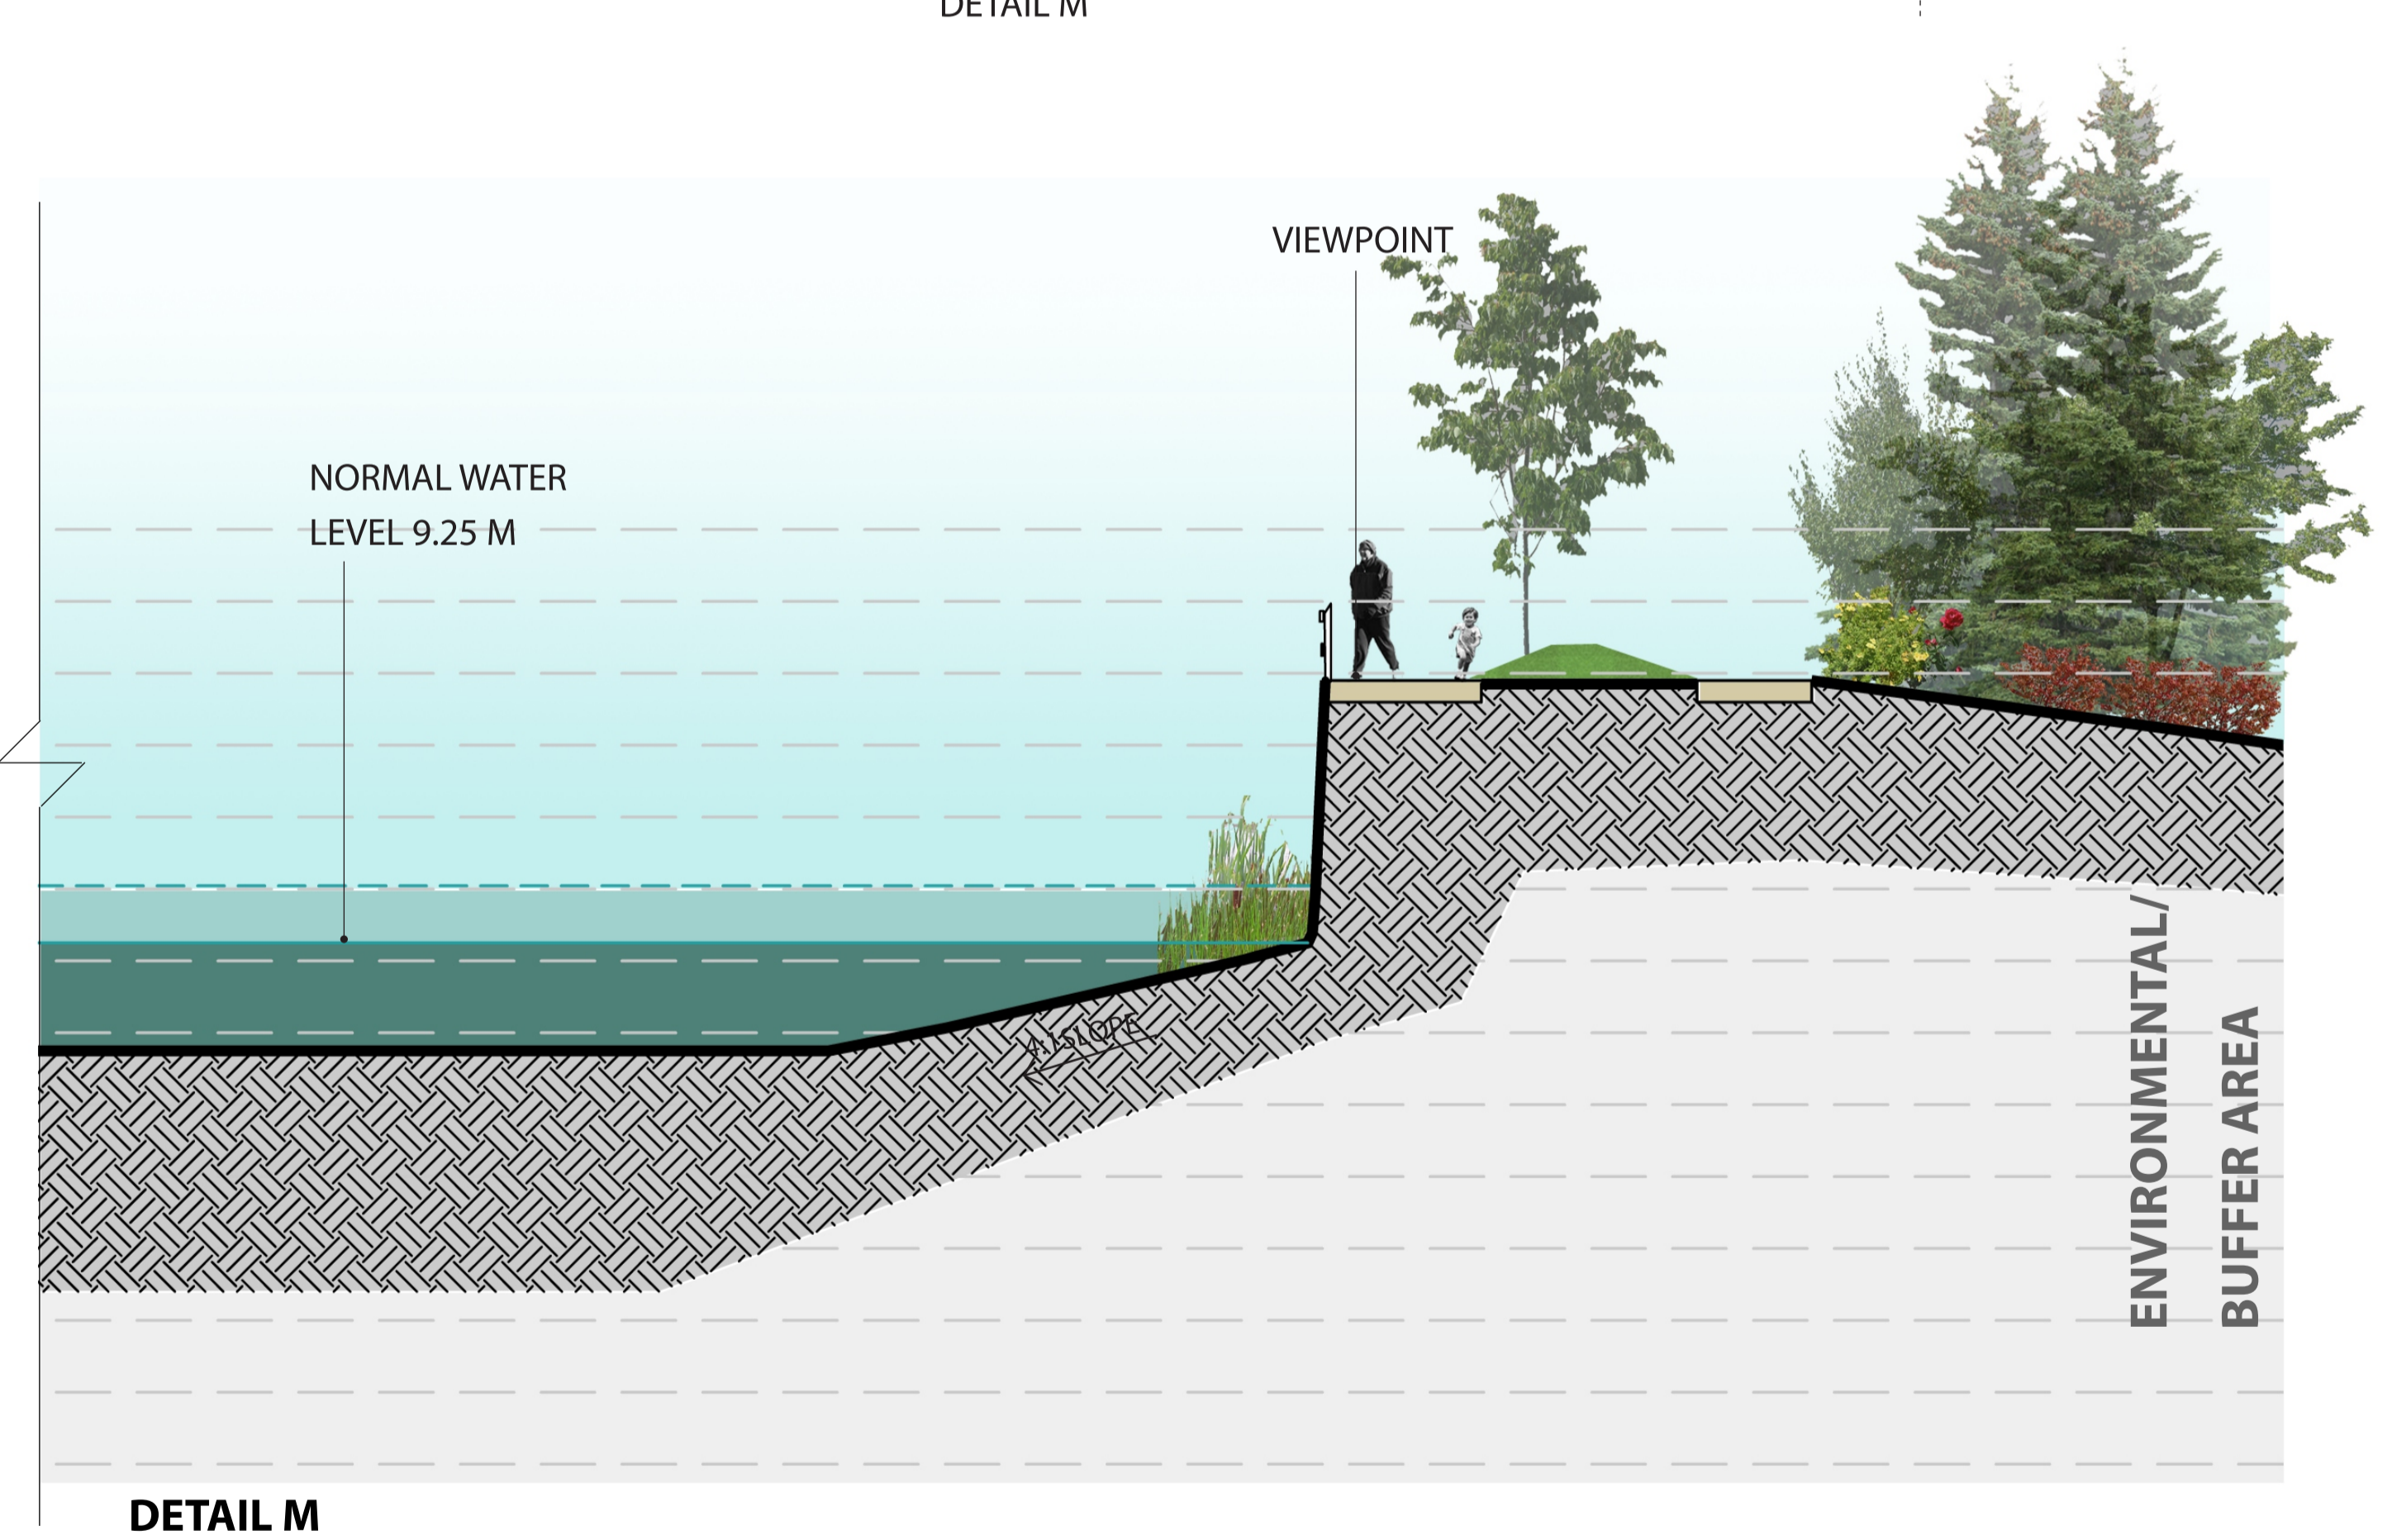 DETAIL M
VIEWPOINT
NORMAL WATER
LEVEL 9.25 M
4:1 SLOPE
ENVIRONMENTAL/
BUFFER AREA
DETAIL M